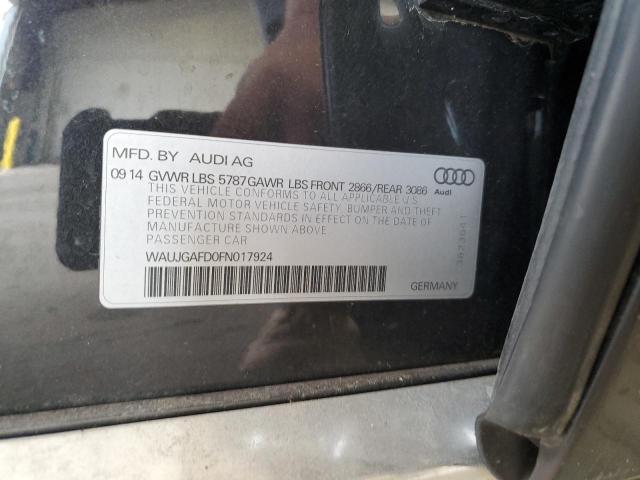 MFD. BY AUDI AG
09 14 GVWR LBS 5787 GAWR LBS FRONT 2866/REAR 3086
THIS VEHICLE CONFORMS TO ALL APPLICABLE U.S
FEDERAL MOTOR VEHICLE SAFETY, BUMPER AND THEFT
PREVENTION STANDARDS IN EFFECT ON THE DATE OF
MANUFACTURE SHOWN ABOVE.
PASSENGER CAR
WAUJGAFD0FN017924
Audi
GERMANY